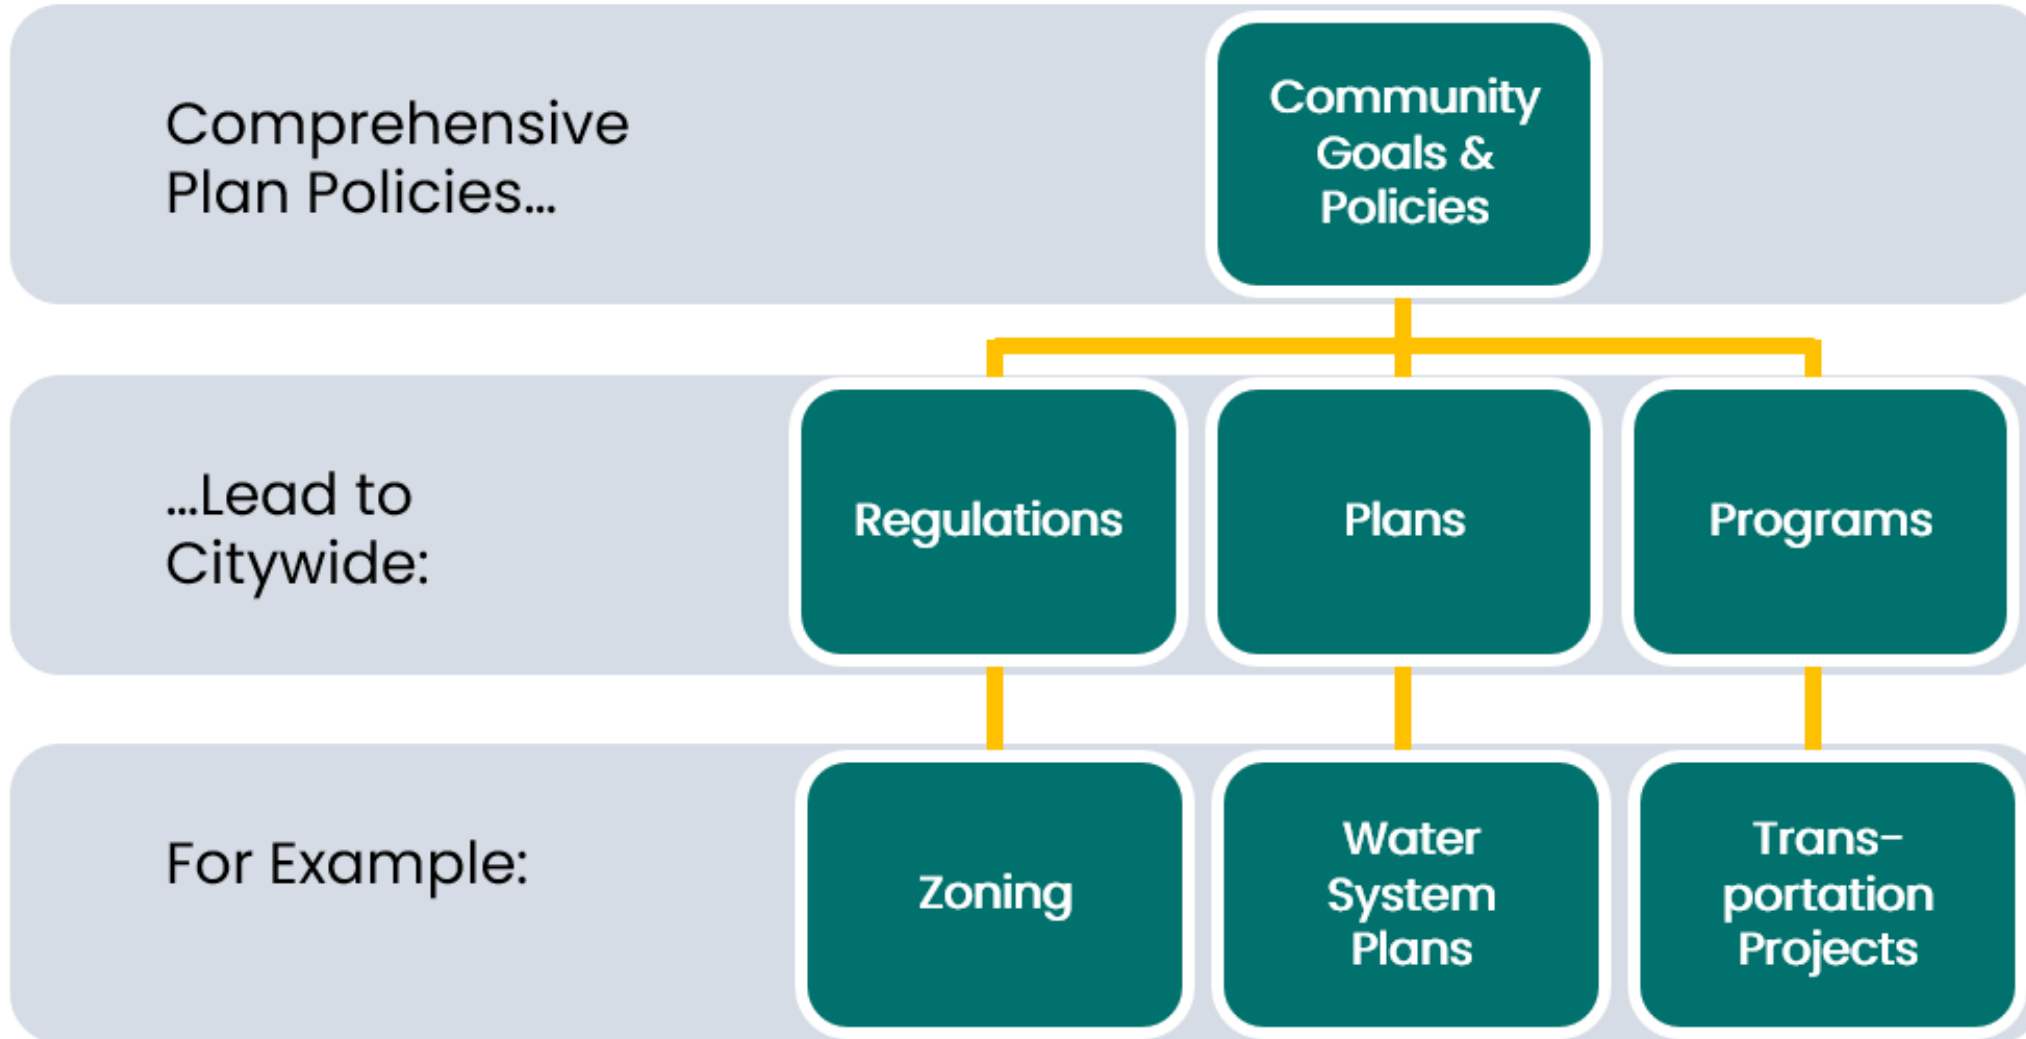 Comprehensive
Plan Policies...
Community
Goals &
Policies
...Lead to
Citywide:
Regulations
Plans
Programs
For Example:
Zoning
Water
System
Plans
Trans-
portation
Projects